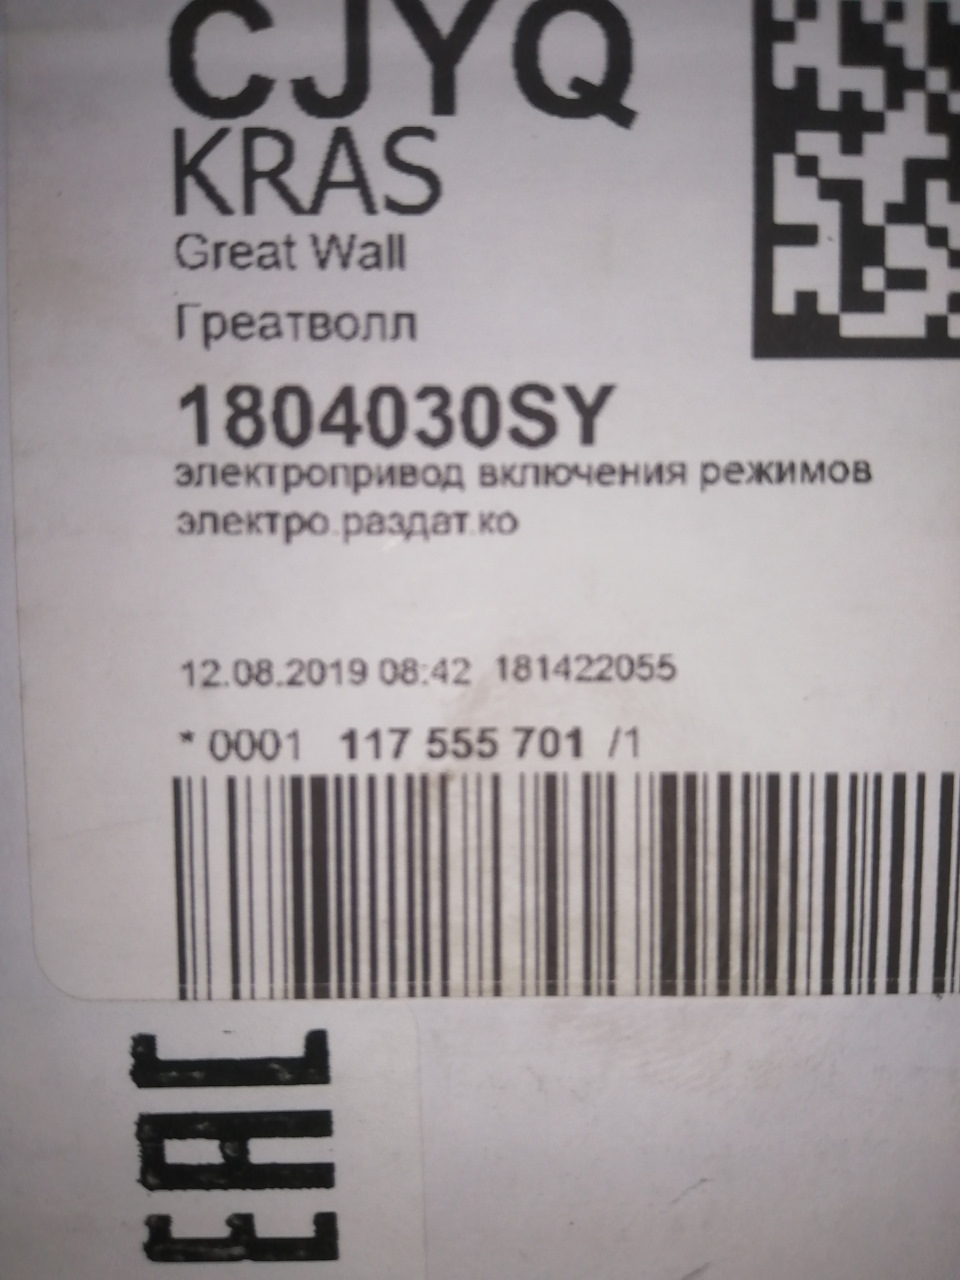 CJYQ
KRAS
Great Wall
Греатволл
1804030SY
электропривод включения режимов
электро.раздат.ко
12.08.2019 08:42 181422055
* 0001 117 555 701 /1
EAC